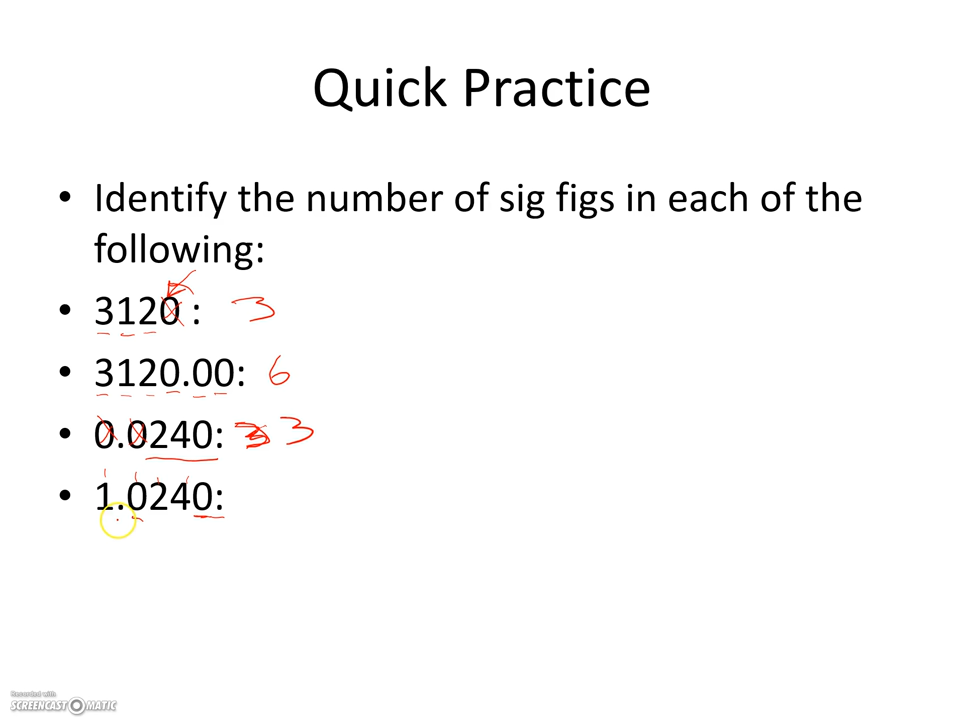 Quick Practice
• Identify the number of sig figs in each of the
following:
• 3120 : 3
• 3120.00: 6
• 0.0240: 3
• 1.0240:
Recorded with
SCREENCAST-O-MATIC